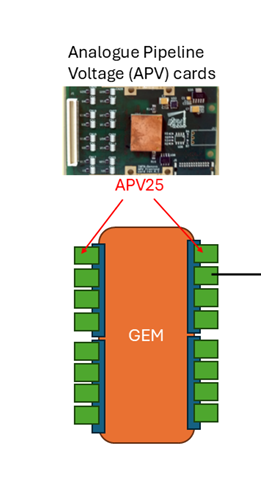 Analogue Pipeline
Voltage (APV) cards
APV25
GEM